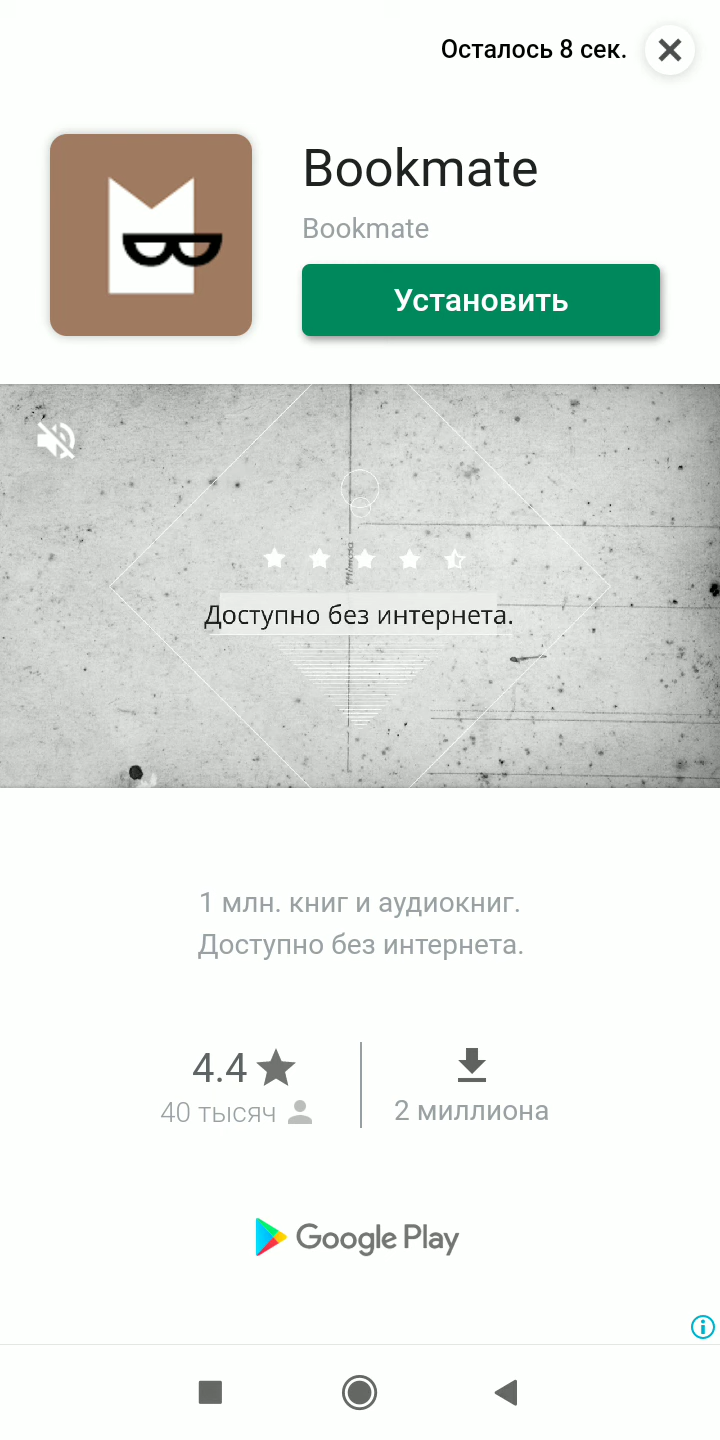 Осталось 8 сек.
Bookmate
Bookmate
Установить
Mimosa
Доступно без интернета.
1 млн. книг и аудиокниг.
Доступно без интернета.
4.4
40 тысяч
2 миллиона
Google Play